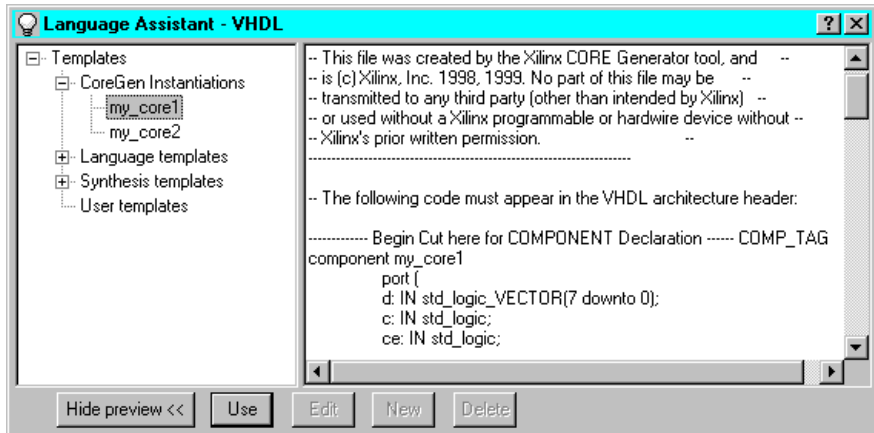 Language Assistant - VHDL
Templates
CoreGen Instantiations
my_core1
my_core2
Language templates
Synthesis templates
User templates
-- This file was created by the Xilinx CORE Generator tool, and --
-- is (c) Xilinx, Inc. 1998, 1999. No part of this file may be --
-- transmitted to any third party (other than intended by Xilinx) --
-- or used without a Xilinx programmable or hardwire device without --
-- Xilinx's prior written permission. --
--------------------------------------------------------------------
-- The following code must appear in the VHDL architecture header:
------------ Begin Cut here for COMPONENT Declaration ------ COMP_TAG
component my_core1
port (
d: IN std_logic_VECTOR(7 downto 0);
c: IN std_logic;
ce: IN std_logic;
Hide preview <<
Use
Edit
New
Delete